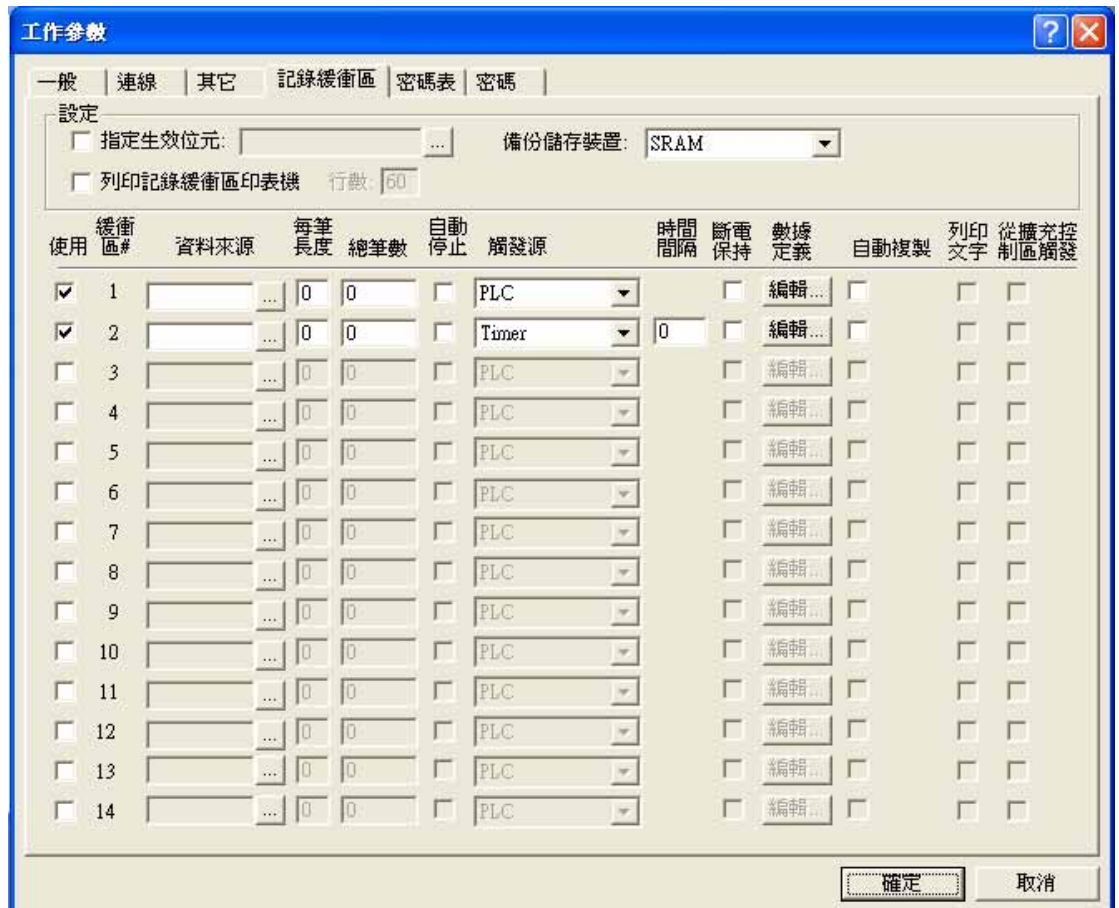 工作參數
一般 連線 其它 記錄緩衝區 密碼表 密碼
設定
指定生效位元: ... 備份儲存裝置: SRAM
列印記錄緩衝區印表機 行數: 60
使用 緩衝區# 資料來源 每筆長度 總筆數 自動停止 觸發源 時間間隔 斷電保持 數據定義 自動複製 列印文字 從擴充控制區觸發
1 ... 0 0 PLC 編輯...
2 ... 0 0 Timer 0 編輯...
3 ... 0 0 PLC 編輯...
4 ... 0 0 PLC 編輯...
5 ... 0 0 PLC 編輯...
6 ... 0 0 PLC 編輯...
7 ... 0 0 PLC 編輯...
8 ... 0 0 PLC 編輯...
9 ... 0 0 PLC 編輯...
10 ... 0 0 PLC 編輯...
11 ... 0 0 PLC 編輯...
12 ... 0 0 PLC 編輯...
13 ... 0 0 PLC 編輯...
14 ... 0 0 PLC 編輯...
確定 取消